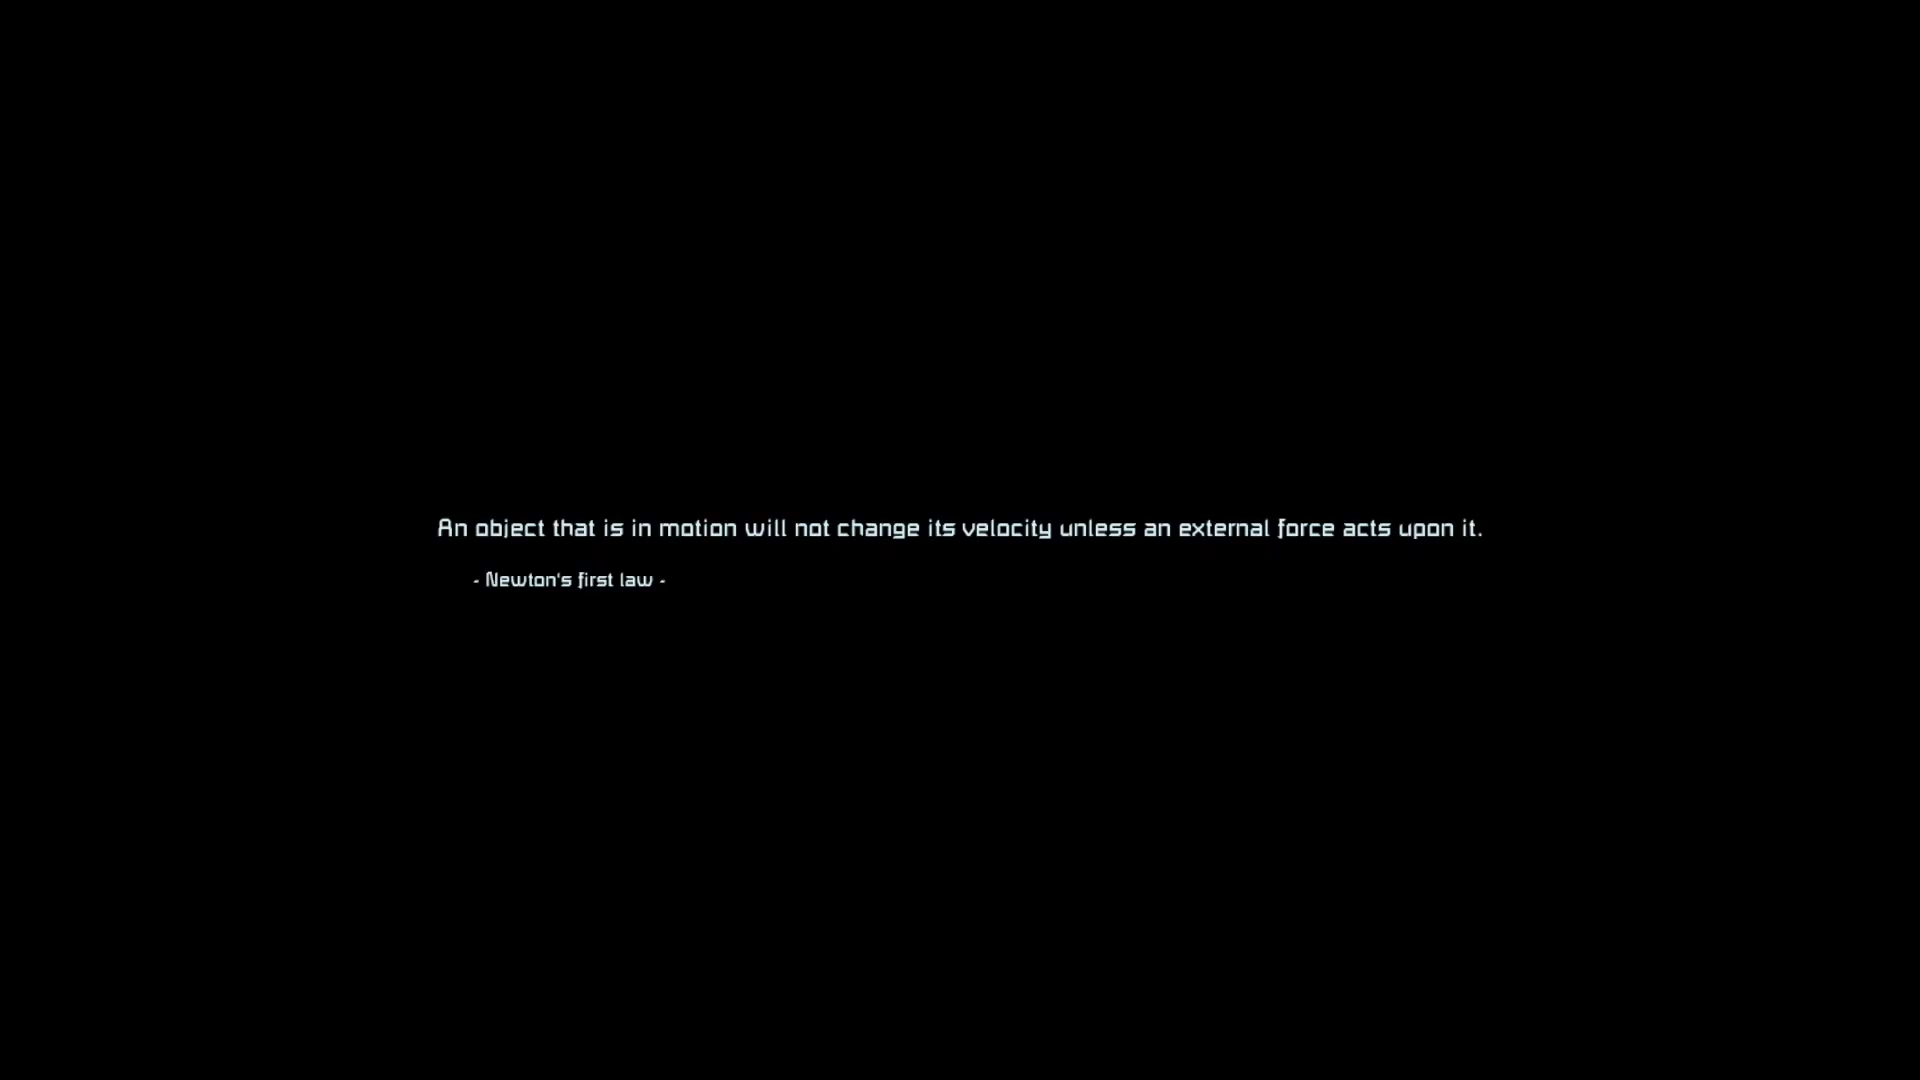 An object that is in motion will not change its velocity unless an external force acts upon it.
- Newton's first law -